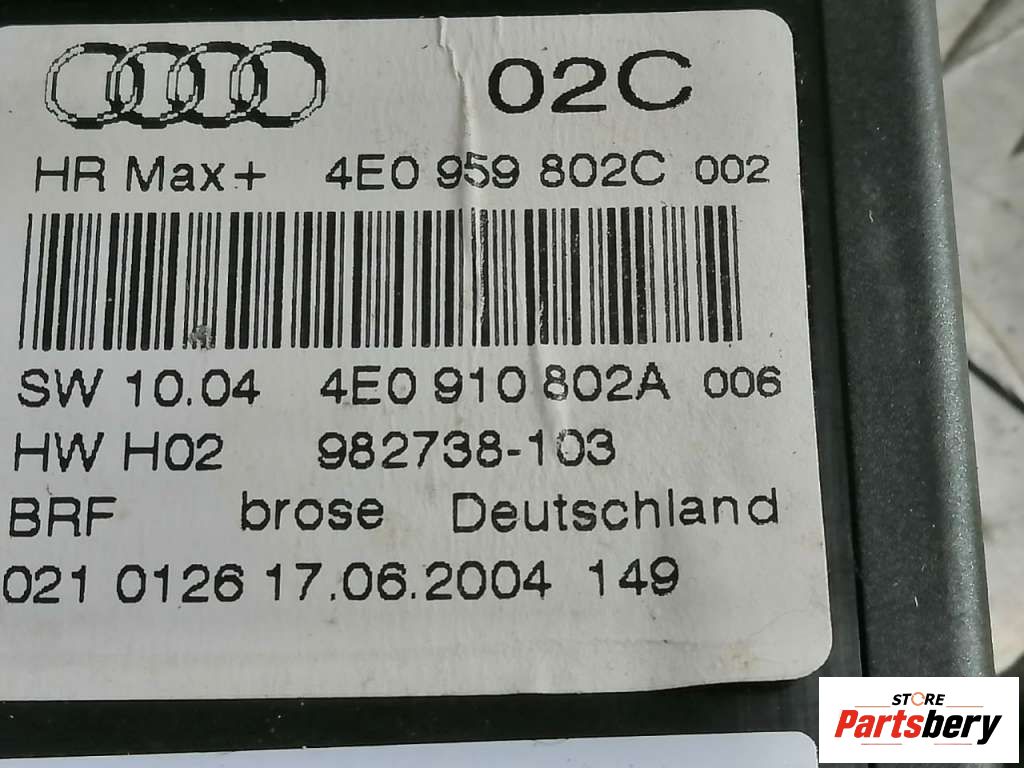 02C
HR Max+ 4E0 959 802C 002
SW 10.04 4E0 910 802A 006
HW H02 982738-103
BRF brose Deutschland
021 0126 17.06.2004 149
STORE
Partsbery